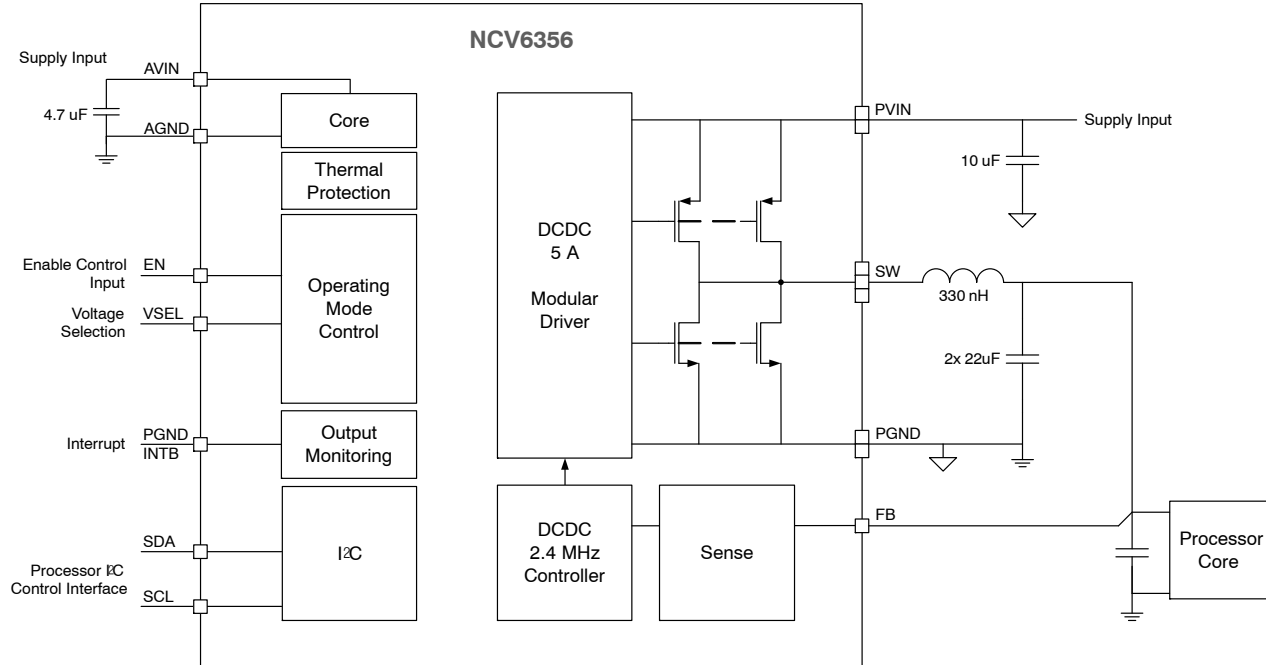 NCV6356
Supply Input
AVIN
4.7 uF
AGND
Core
Thermal
Protection
Enable Control
Input
EN
Voltage
Selection
VSEL
Operating
Mode
Control
Interrupt
PGND
INTB
Output
Monitoring
SDA
Processor I2C
Control Interface
SCL
I2C
DCDC
5 A
Modular
Driver
DCDC
2.4 MHz
Controller
Sense
PVIN
Supply Input
10 uF
SW
330 nH
2x 22uF
PGND
FB
Processor
Core